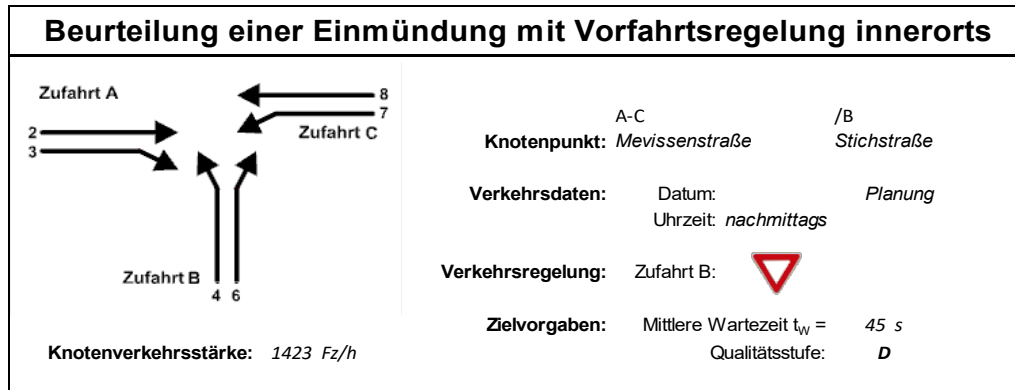 Beurteilung einer Einmündung mit Vorfahrtsregelung innerorts
Zufahrt A
8
7
Zufahrt C
2
3
Zufahrt B
4 6
Knotenverkehrsstärke: 1423 Fz/h
A-C /B
Knotenpunkt: Mevissenstraße Stichstraße
Verkehrsdaten: Datum: Planung
Uhrzeit: nachmittags
Verkehrsregelung: Zufahrt B:
Zielvorgaben: Mittlere Wartezeit tW = 45 s
Qualitätsstufe: D